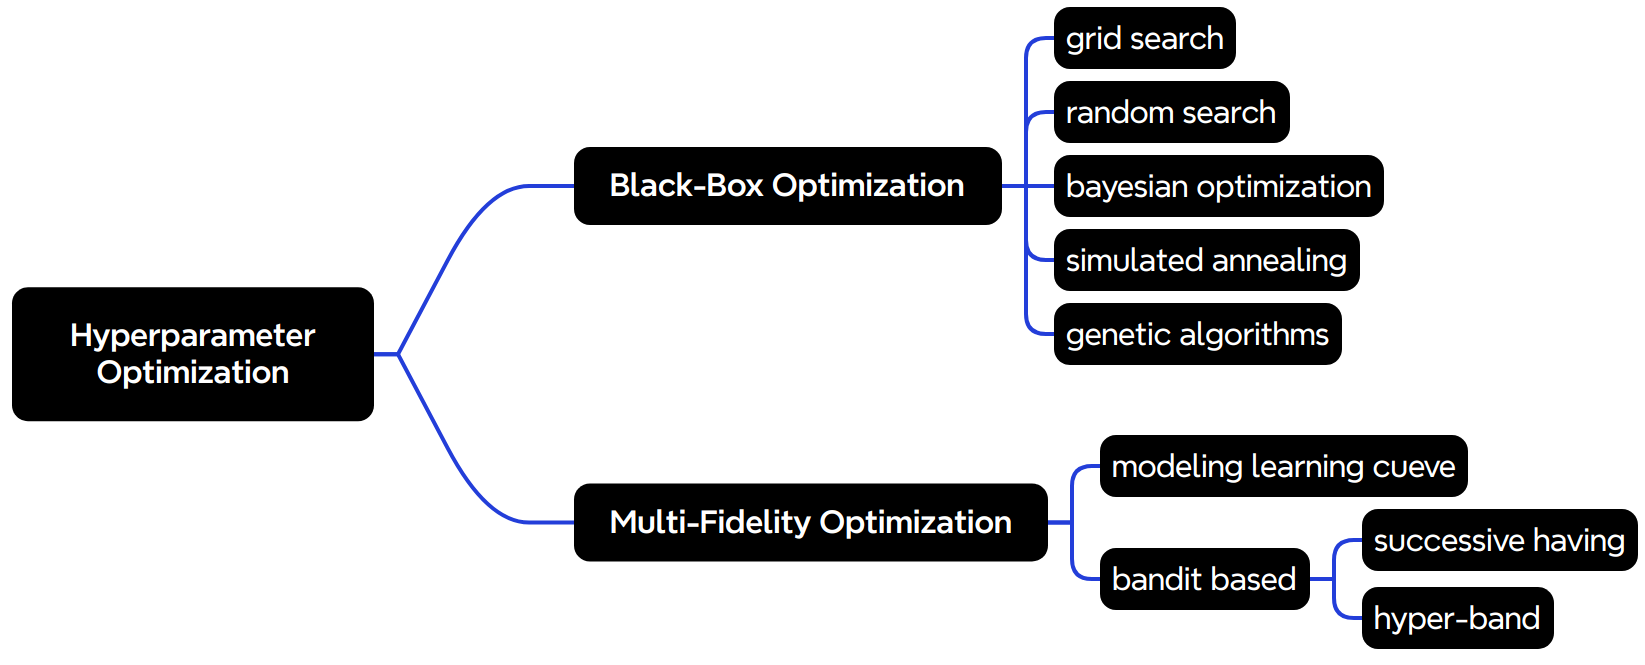 Hyperparameter
Optimization
Black-Box Optimization
grid search
random search
bayesian optimization
simulated annealing
genetic algorithms
Multi-Fidelity Optimization
modeling learning cueve
bandit based
successive having
hyper-band